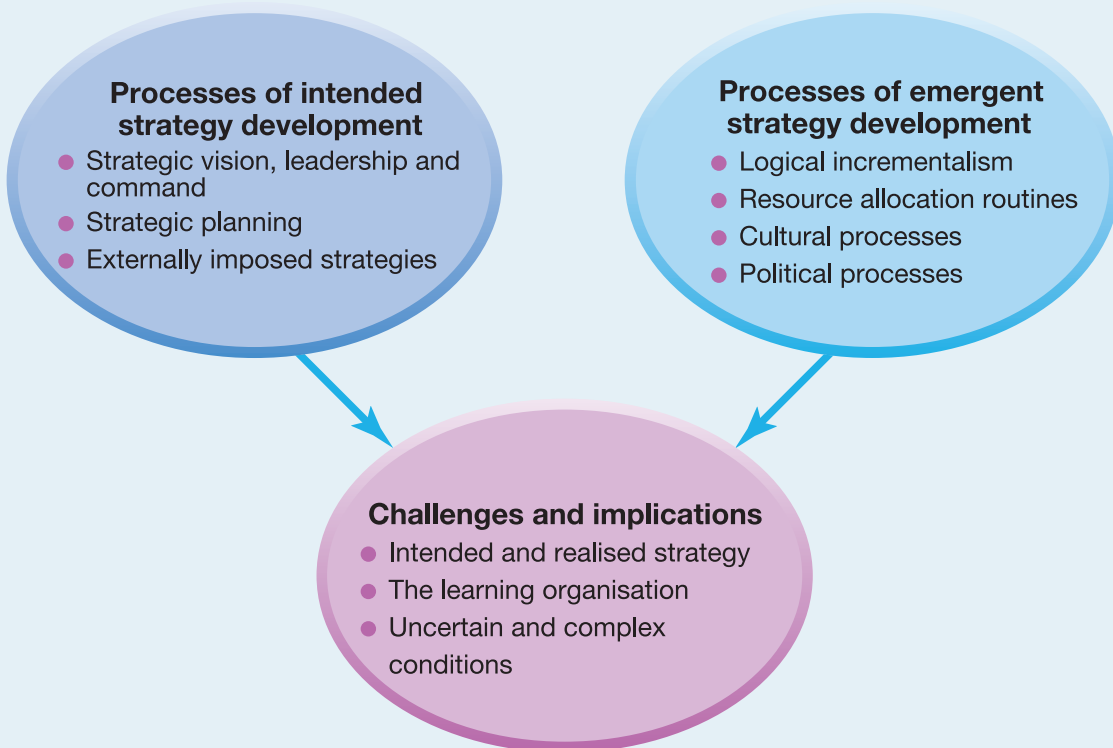 Processes of intended
strategy development
Strategic vision, leadership and
command
Strategic planning
Externally imposed strategies
Processes of emergent
strategy development
Logical incrementalism
Resource allocation routines
Cultural processes
Political processes
Challenges and implications
Intended and realised strategy
The learning organisation
Uncertain and complex
conditions